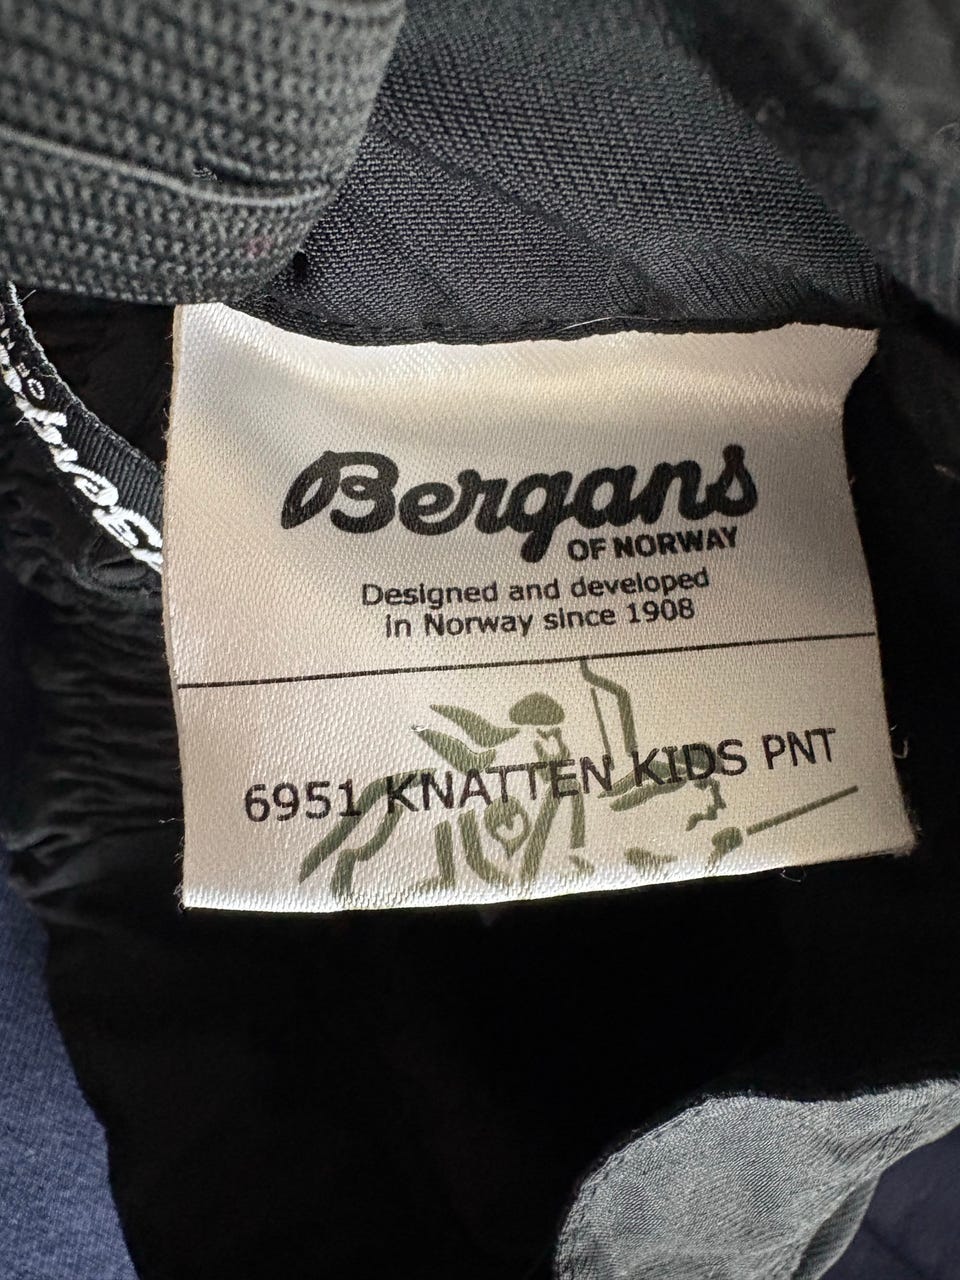 Bergans
OF NORWAY
Designed and developed
in Norway since 1908
6951 KNATTEN KIDS PNT